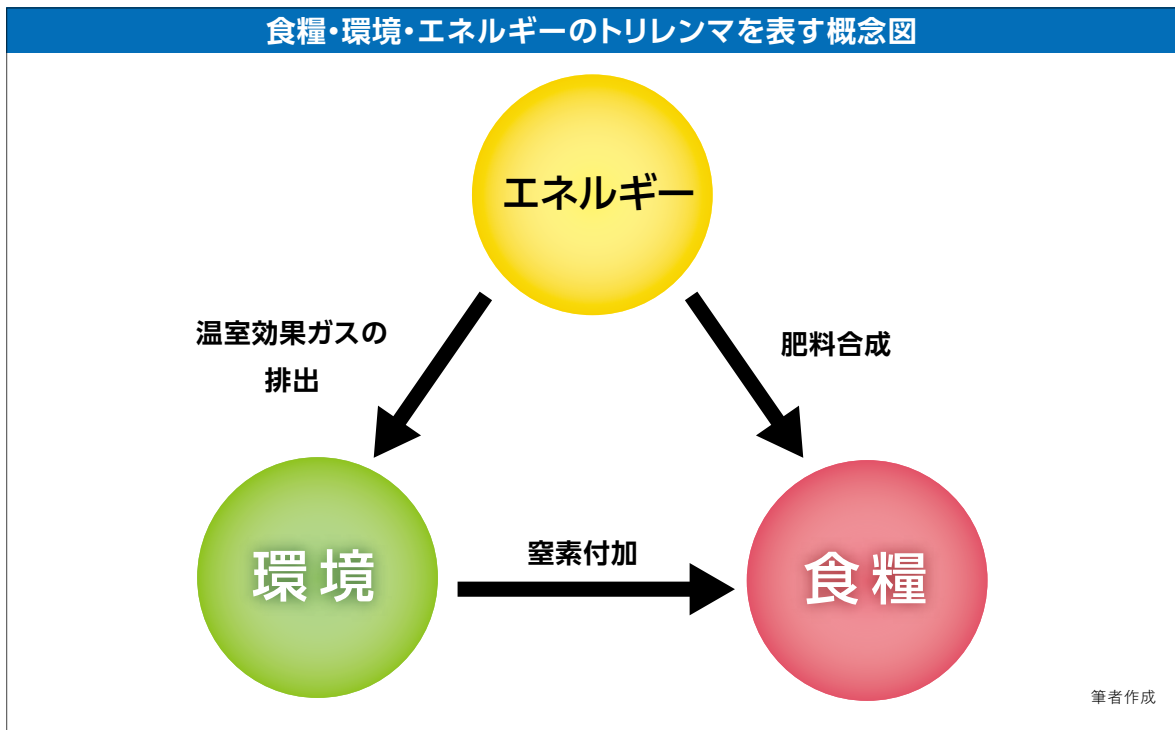 食糧・環境・エネルギーのトリレンマを表す概念図
エネルギー
温室効果ガスの
排出
肥料合成
環境
窒素付加
食糧
筆者作成